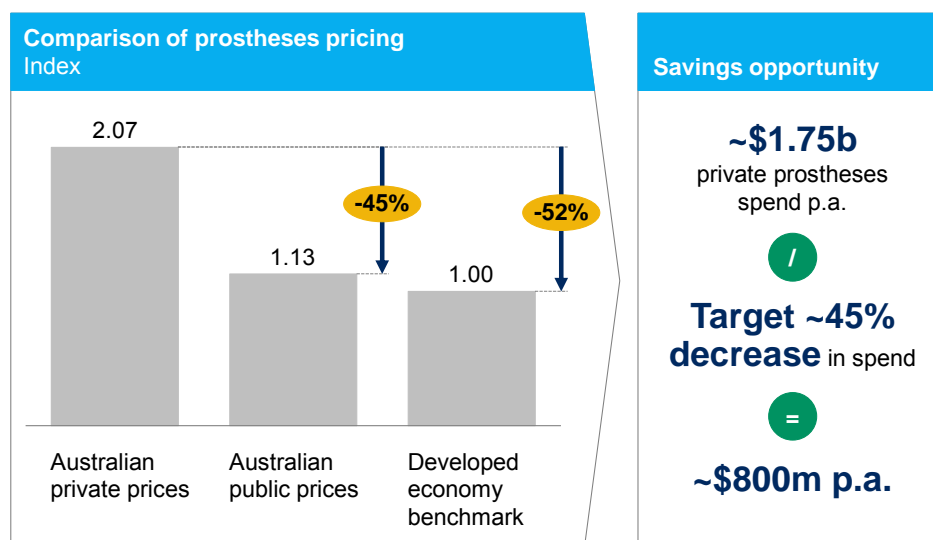 Comparison of prostheses pricing
Index
2.07
-45%
-52%
1.13
1.00
Australian
private prices
Australian
public prices
Developed
economy
benchmark
Savings opportunity
~$1.75b
private prostheses
spend p.a.
/
Target ~45%
decrease in spend
=
~$800m p.a.